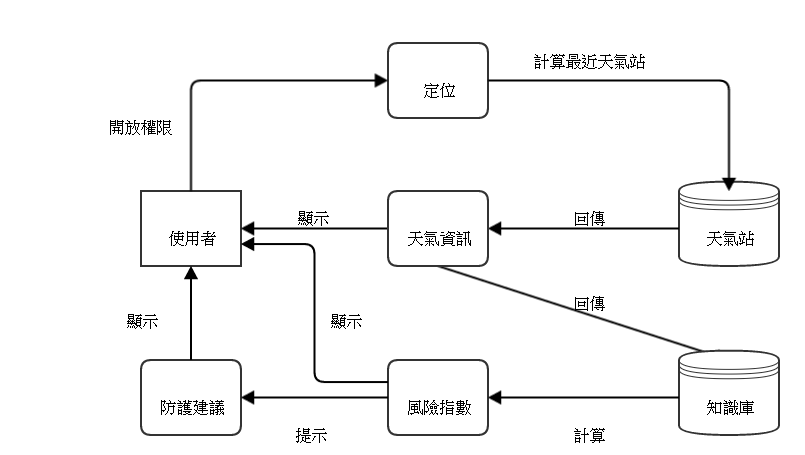 定位
計算最近天氣站
開放權限
使用者
顯示
天氣資訊
回傳
天氣站
回傳
顯示
顯示
防護建議
風險指數
知識庫
提示
計算